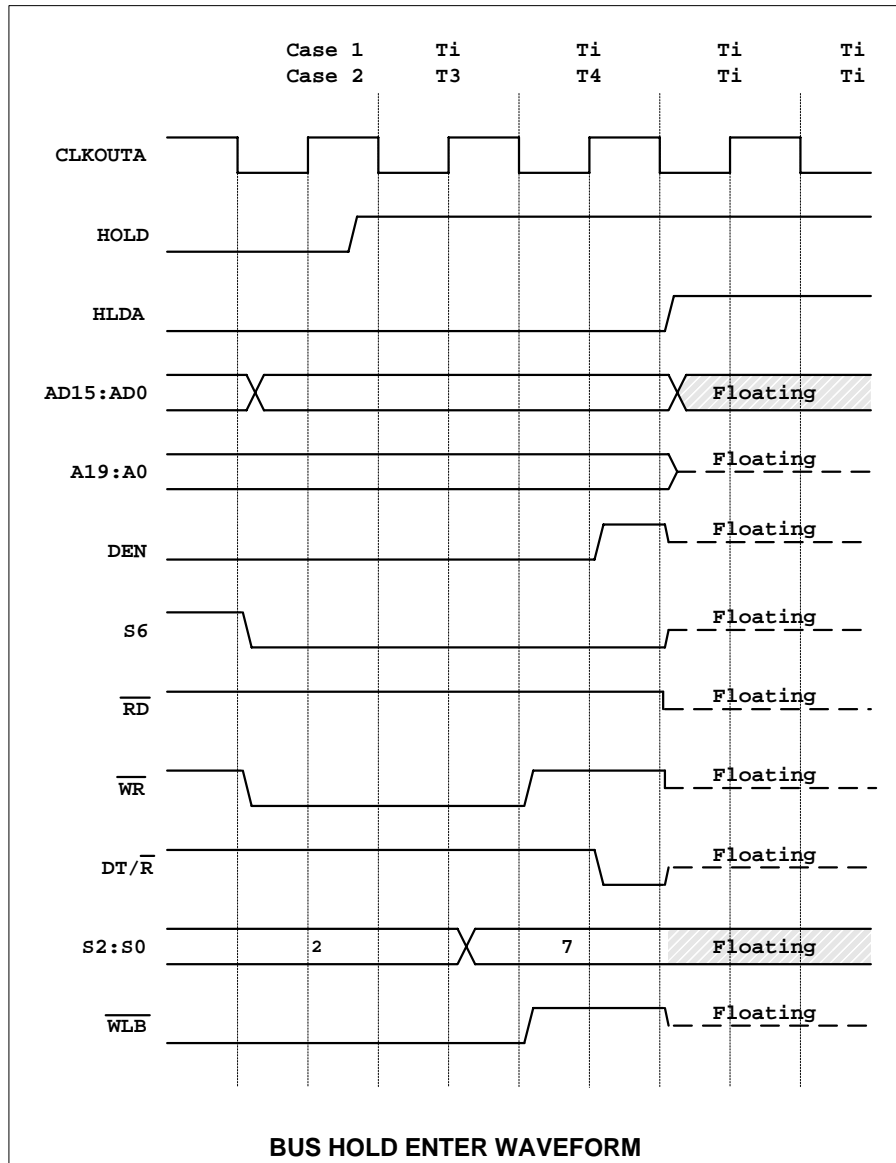 Case 1 Ti Ti Ti Ti
Case 2 T3 T4 Ti Ti
CLKOUTA
HOLD
HLDA
AD15:AD0 Floating
A19:A0 Floating
DEN Floating
S6 Floating
RD Floating
WR Floating
DT/R Floating
S2:S0 2 7 Floating
WLB Floating
BUS HOLD ENTER WAVEFORM